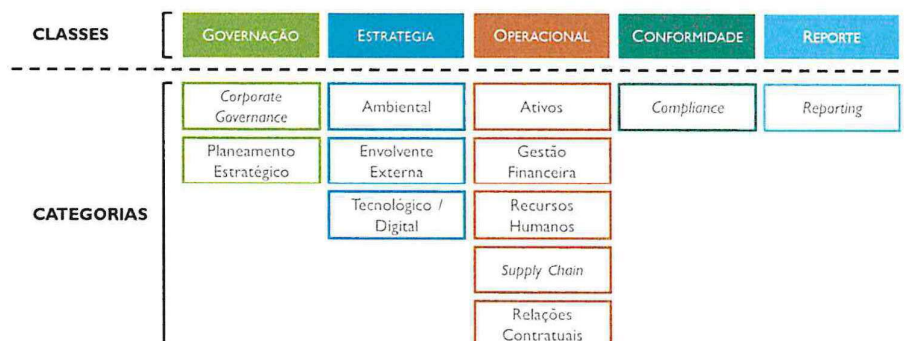 CLASSES
GOVERNAÇÃO
ESTRATEGIA
OPERACIONAL
CONFORMIDADE
REPORTE
CATEGORIAS
Corporate
Governance
Ambiental
Ativos
Compliance
Reporting
Planeamento
Estratégico
Envolvente
Externa
Gestão
Financeira
Tecnológico /
Digital
Recursos
Humanos
Supply Chain
Relações
Contratuais